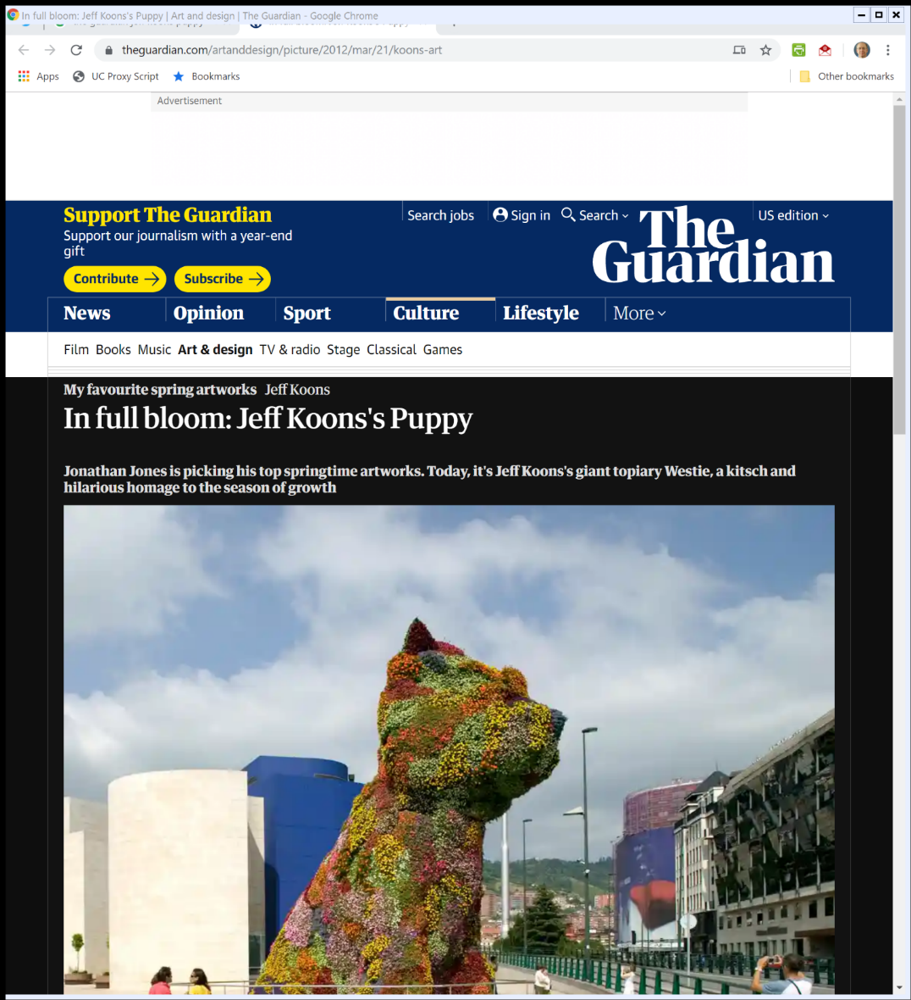 In full bloom: Jeff Koons's Puppy | Art and design | The Guardian - Google Chrome
theguardian.com/artanddesign/picture/2012/mar/21/koons-art
Apps UC Proxy Script Bookmarks Other bookmarks
Advertisement
Support The Guardian
Support our journalism with a year-end
gift
Contribute
Subscribe
Search jobs
Sign in
Search
US edition
The
Guardian
News Opinion Sport Culture Lifestyle More
Film Books Music Art & design TV & radio Stage Classical Games
My favourite spring artworks Jeff Koons
In full bloom: Jeff Koons's Puppy
Jonathan Jones is picking his top springtime artworks. Today, it's Jeff Koons's giant topiary Westie, a kitsch and
hilarious homage to the season of growth